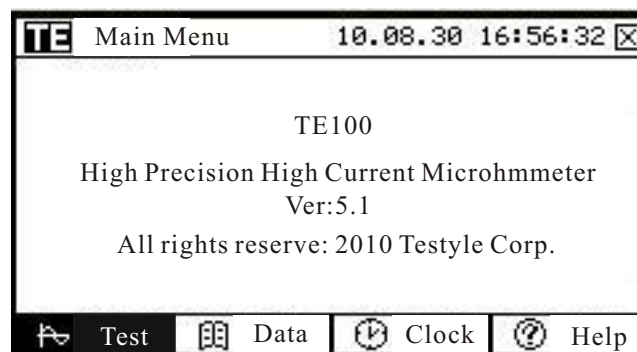 TE Main Menu 10.08.30 16:56:32
TE100
High Precision High Current Microhmmeter
Ver:5.1
All rights reserve: 2010 Testyle Corp.
Test Data Clock Help